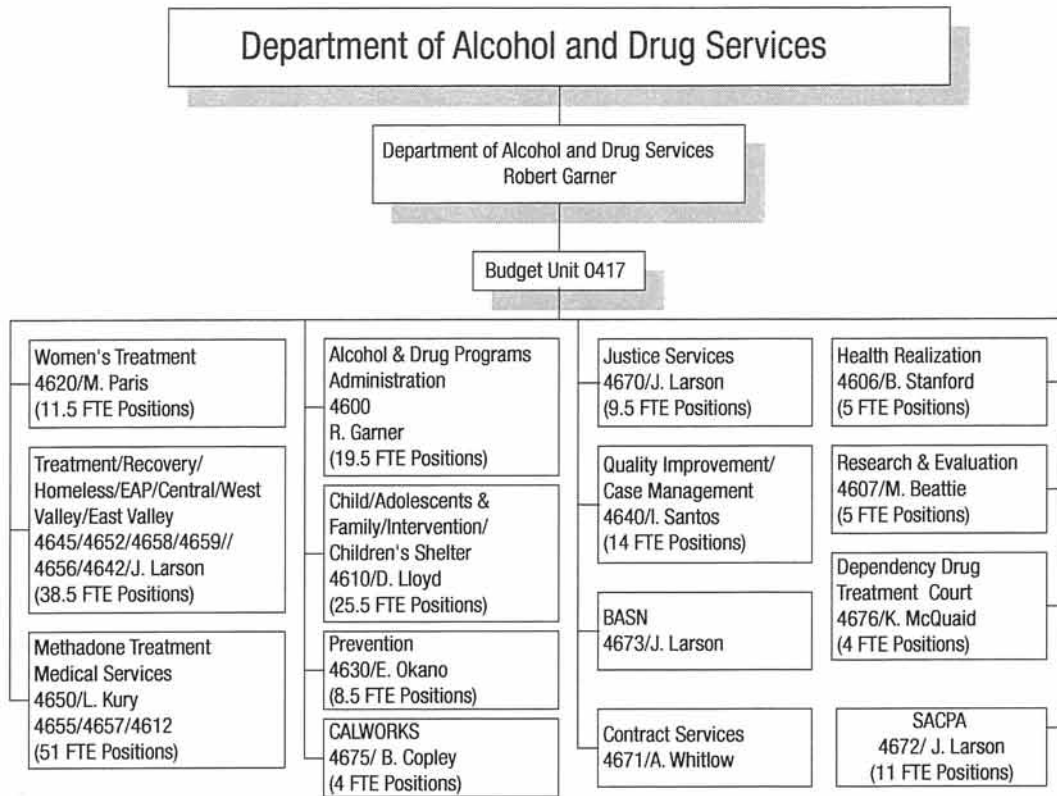 Department of Alcohol and Drug Services
Department of Alcohol and Drug Services
Robert Garner
Budget Unit 0417
Women's Treatment
4620/M. Paris
(11.5 FTE Positions)
Treatment/Recovery/
Homeless/EAP/Central/West
Valley/East Valley
4645/4652/4658/4659//
4656/4642/J. Larson
(38.5 FTE Positions)
Methadone Treatment
Medical Services
4650/L. Kury
4655/4657/4612
(51 FTE Positions)
Alcohol & Drug Programs
Administration
4600
R. Garner
(19.5 FTE Positions)
Child/Adolescents &
Family/Intervention/
Children's Shelter
4610/D. Lloyd
(25.5 FTE Positions)
Prevention
4630/E. Okano
(8.5 FTE Positions)
CALWORKS
4675/ B. Copley
(4 FTE Positions)
Justice Services
4670/J. Larson
(9.5 FTE Positions)
Quality Improvement/
Case Management
4640/I. Santos
(14 FTE Positions)
BASN
4673/J. Larson
Contract Services
4671/A. Whitlow
Health Realization
4606/B. Stanford
(5 FTE Positions)
Research & Evaluation
4607/M. Beattie
(5 FTE Positions)
Dependency Drug
Treatment Court
4676/K. McQuaid
(4 FTE Positions)
SACPA
4672/ J. Larson
(11 FTE Positions)